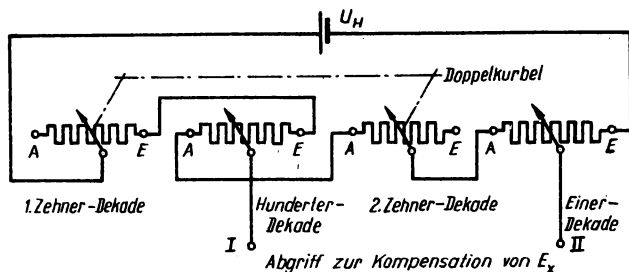 U_H
Doppelkurbel
A E A E A E A E
1. Zehner-Dekade
Hunderter-
Dekade
2. Zehner-Dekade
Einer-
Dekade
I II
Abgriff zur Kompensation von E_x